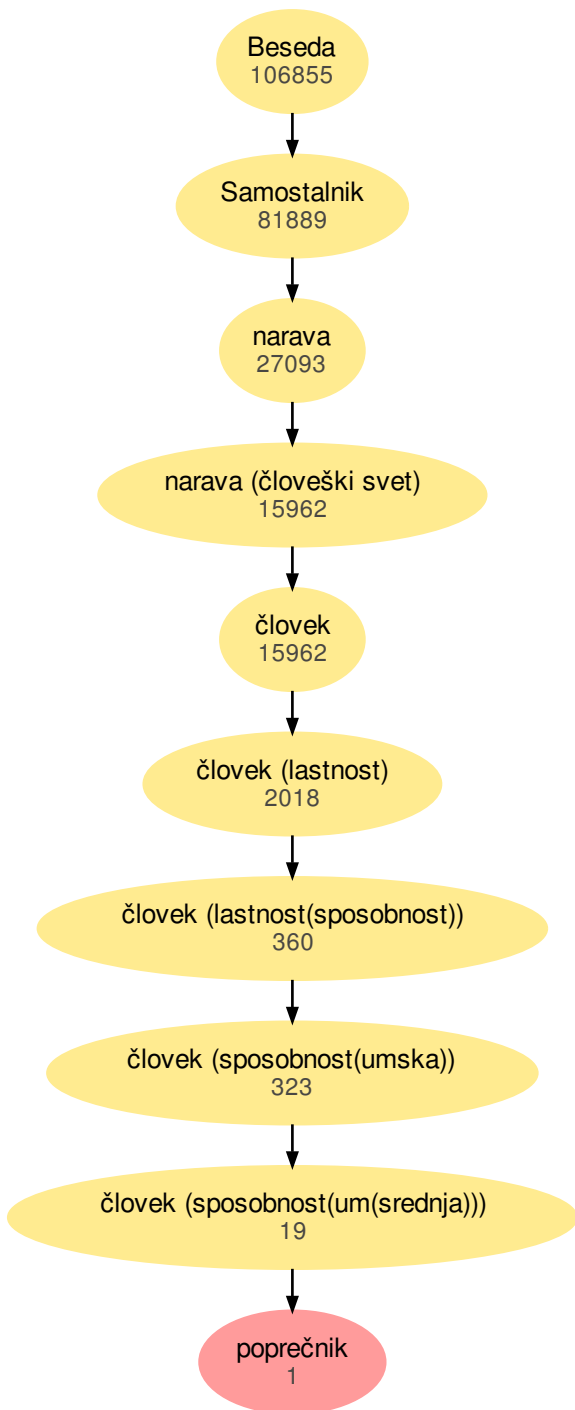 Beseda
106855
Samostalnik
81889
narava
27093
narava (človeški svet)
15962
človek
15962
človek (lastnost)
2018
človek (lastnost(sposobnost))
360
človek (sposobnost(umska))
323
človek (sposobnost(um(srednja)))
19
poprečnik
1